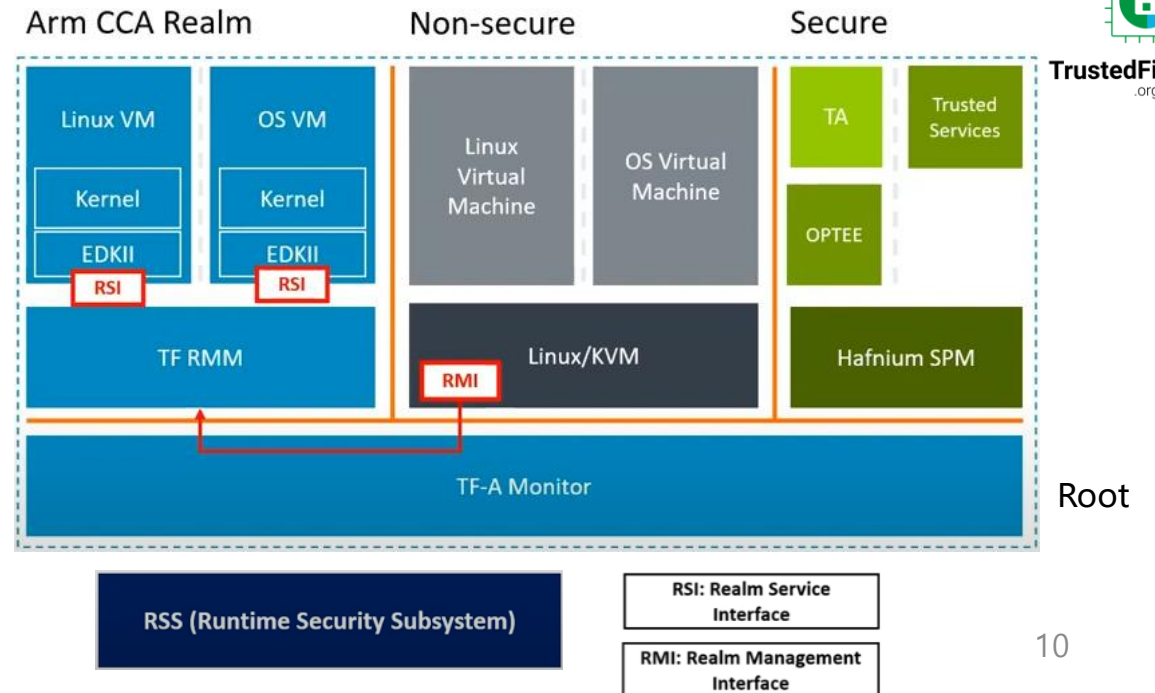 Arm CCA Realm
Non-secure
Secure
Linux VM
Kernel
EDKII
RSI
OS VM
Kernel
EDKII
RSI
TF RMM
Linux
Virtual
Machine
OS Virtual
Machine
Linux/KVM
RMI
TA
Trusted
Services
OPTEE
Hafnium SPM
TF-A Monitor
Root
RSS (Runtime Security Subsystem)
RSI: Realm Service
Interface
RMI: Realm Management
Interface
10